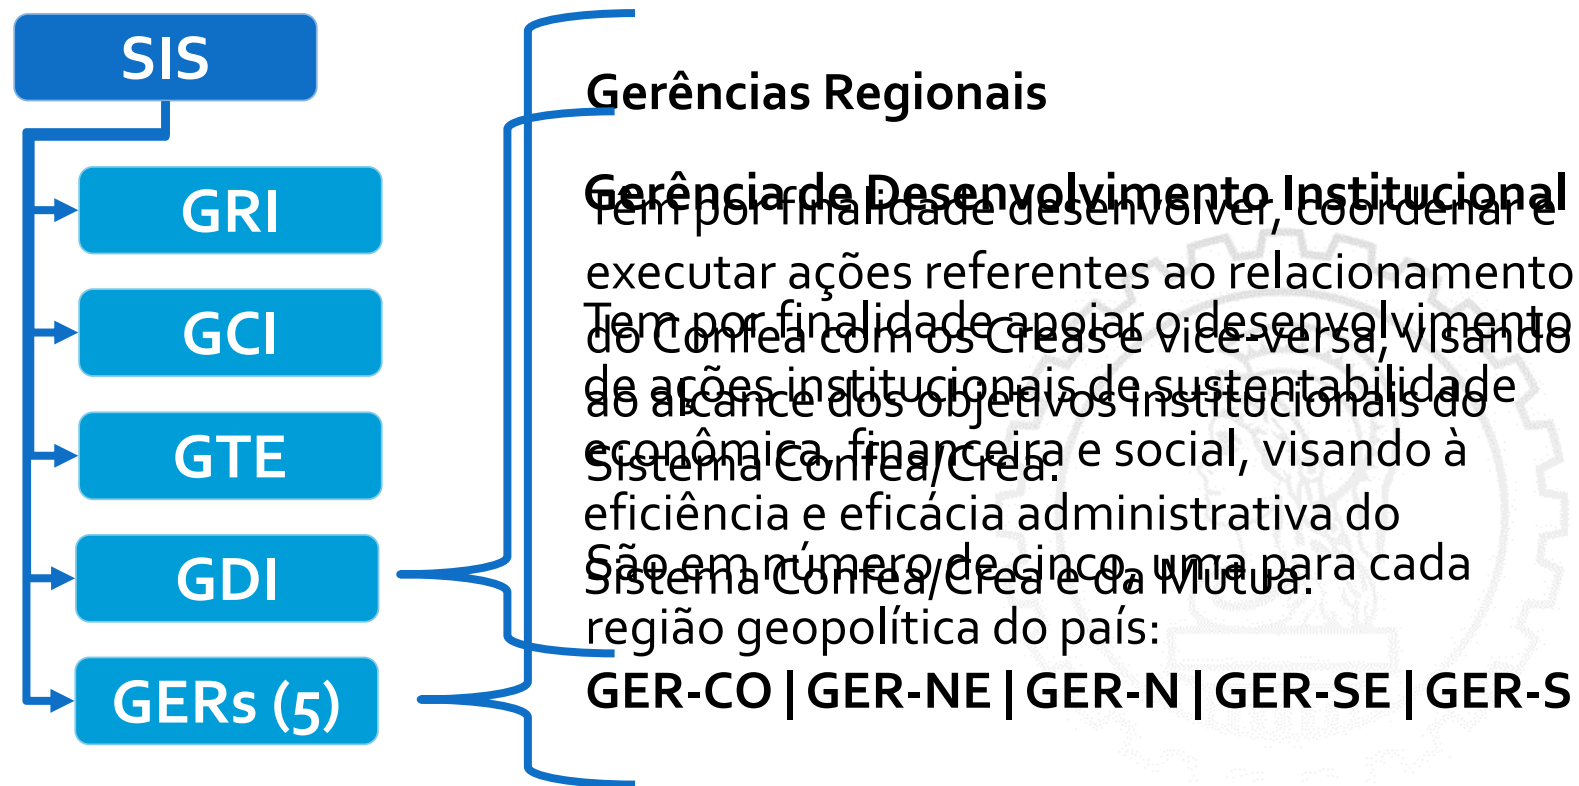 SIS
GRI
GCI
GTE
GDI
GERs (5)
Gerências Regionais
Têm por finalidade desenvolver, coordenar e
executar ações referentes ao relacionamento
do Confea com os Creas e vice-versa, visando
ao alcance dos objetivos institucionais do
Sistema Confea/Crea.
São em número de cinco, uma para cada
região geopolítica do país:
GER-CO | GER-NE | GER-N | GER-SE | GER-S
Gerência de Desenvolvimento Institucional
Tem por finalidade apoiar o desenvolvimento
de ações institucionais de sustentabilidade
econômica, financeira e social, visando à
eficiência e eficácia administrativa do
Sistema Confea/Crea e da Mútua.